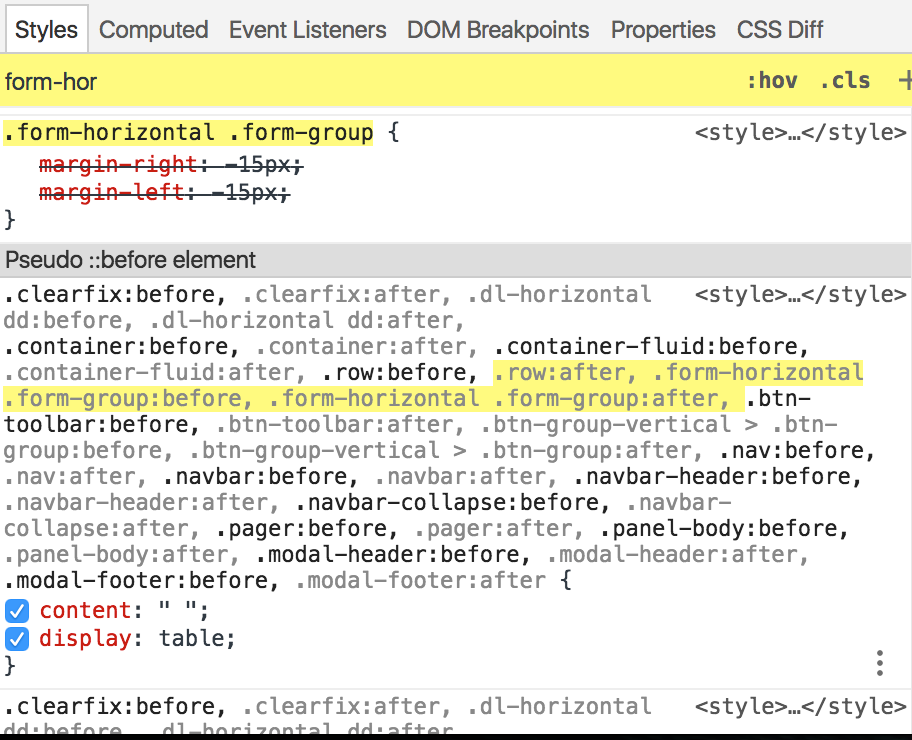 Styles Computed Event Listeners DOM Breakpoints Properties CSS Diff
form-hor :hov .cls +
.form-horizontal .form-group { <style>…</style>
margin-right: -15px;
margin-left: -15px;
}
Pseudo ::before element
.clearfix:before, .clearfix:after, .dl-horizontal <style>…</style>
dd:before, .dl-horizontal dd:after,
.container:before, .container:after, .container-fluid:before,
.container-fluid:after, .row:before, .row:after, .form-horizontal
.form-group:before, .form-horizontal .form-group:after, .btn-
toolbar:before, .btn-toolbar:after, .btn-group-vertical > .btn-
group:before, .btn-group-vertical > .btn-group:after, .nav:before,
.nav:after, .navbar:before, .navbar:after, .navbar-header:before,
.navbar-header:after, .navbar-collapse:before, .navbar-
collapse:after, .pager:before, .pager:after, .panel-body:before,
.panel-body:after, .modal-header:before, .modal-header:after,
.modal-footer:before, .modal-footer:after {
content: " ";
display: table;
}
.clearfix:before, .clearfix:after, .dl-horizontal <style>…</style>
dd:before, .dl-horizontal dd:after,